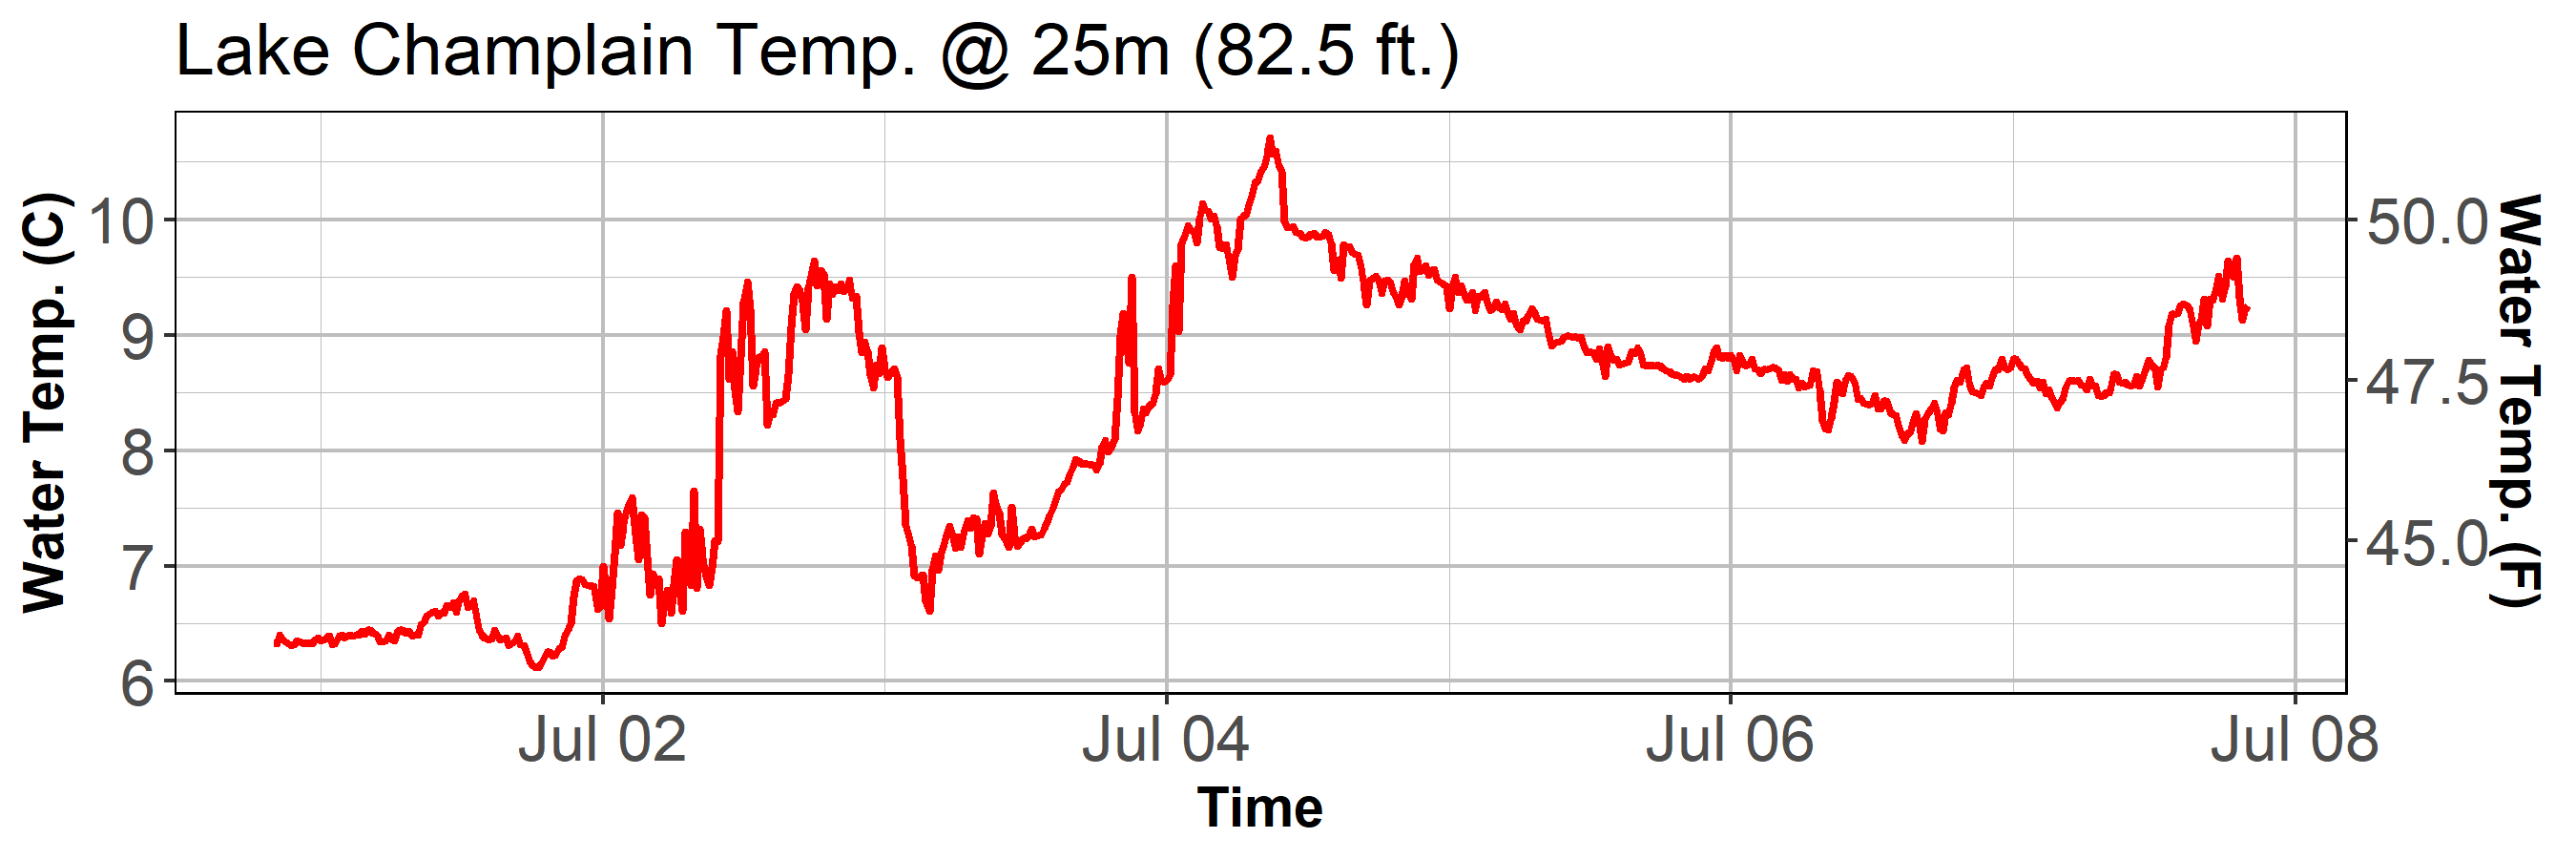 Lake Champlain Temp. @ 25m (82.5 ft.)
Water Temp. (C)
10
9
8
7
6
50.0
47.5
45.0
Water Temp. (F)
Jul 02 Jul 04 Jul 06 Jul 08
Time